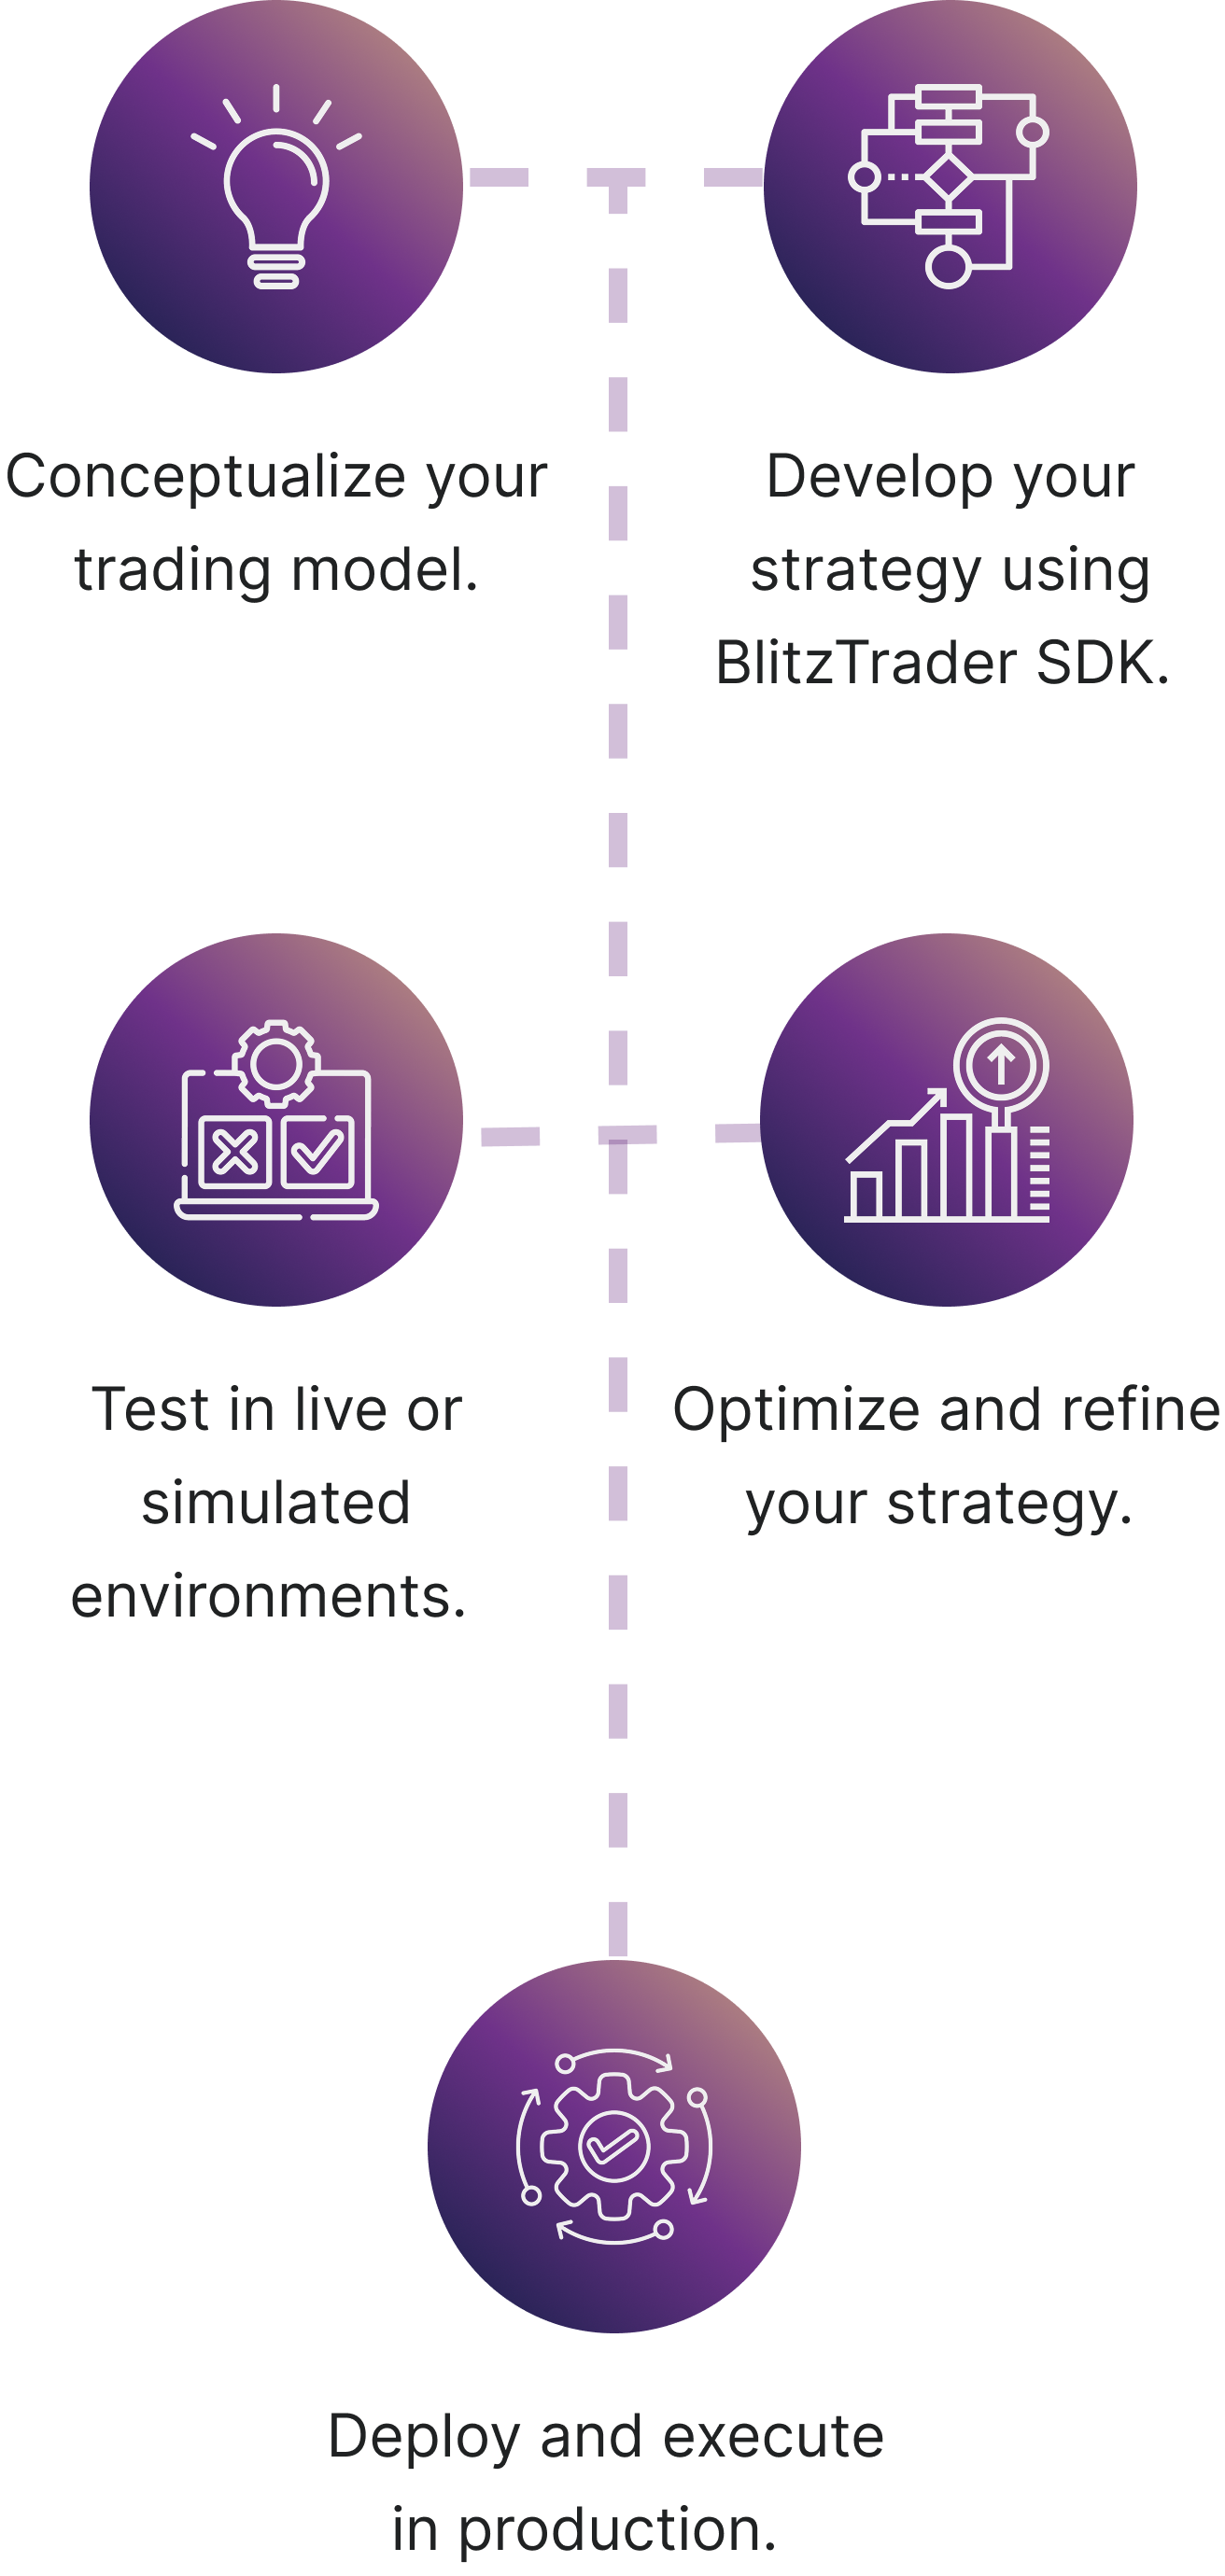 Conceptualize your
trading model.
Develop your
strategy using
BlitzTrader SDK.
Test in live or
simulated
environments.
Optimize and refine
your strategy.
Deploy and execute
in production.